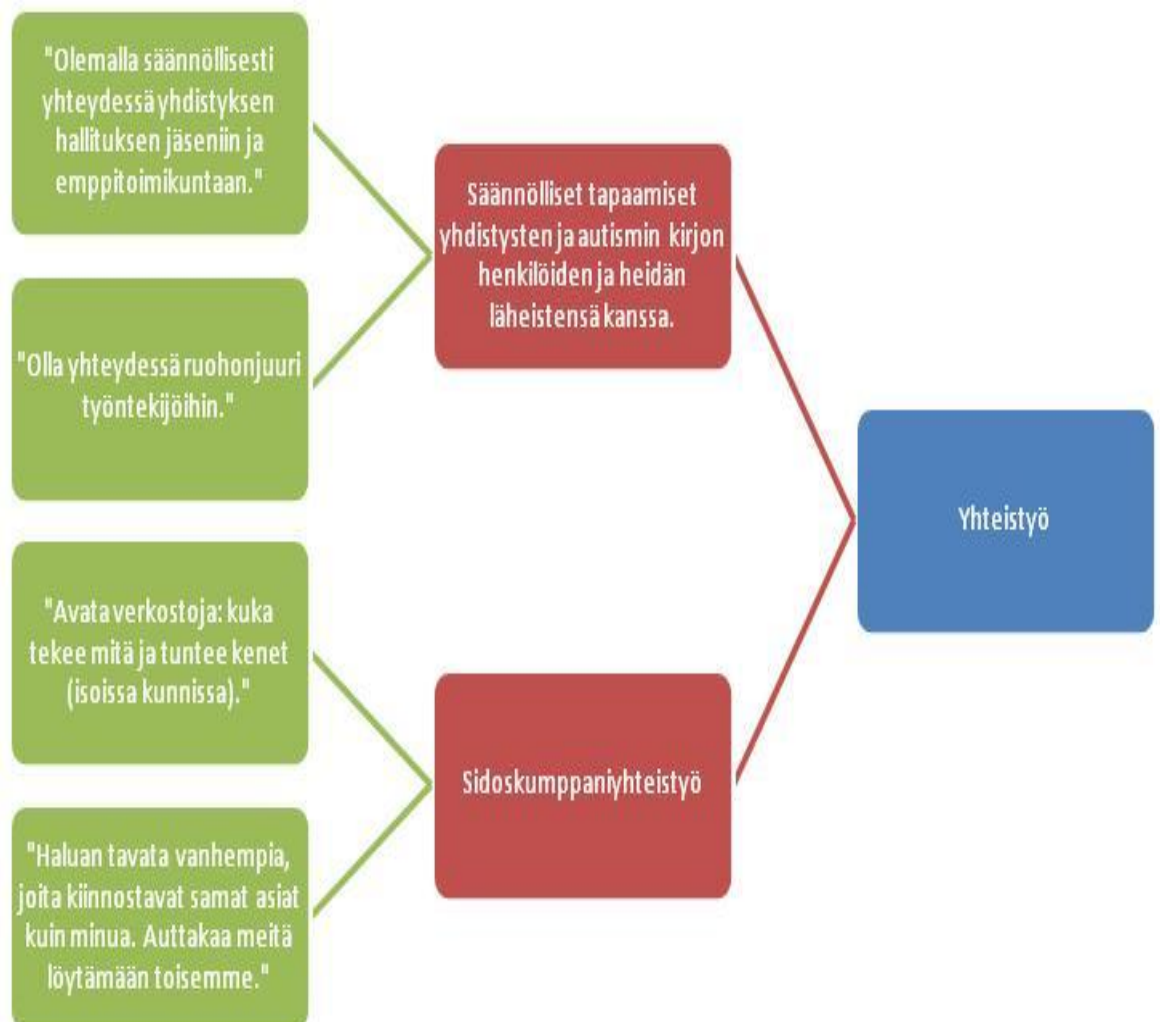 "Olemalla säännöllisesti
yhteydessä yhdistyksen
hallituksen jäseniin ja
emppitoimikuntaan."
"Olla yhteydessä ruohonjuuri
työntekijöihin."
"Avata verkostoja: kuka
tekee mitä ja tuntee kenet
(isoissa kunnissa)."
"Haluan tavata vanhempia,
joita kiinnostavat samat asiat
kuin minua. Auttakaa meitä
löytämään toisemme."
Säännölliset tapaamiset
yhdistysten ja autismin kirjon
henkilöiden ja heidän
läheistensä kanssa.
Sidoskumppaniyhteistyö
Yhteistyö